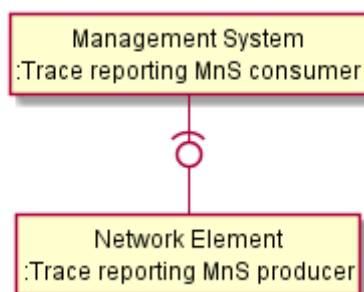 Management System
:Trace reporting MnS consumer
Network Element
:Trace reporting MnS producer